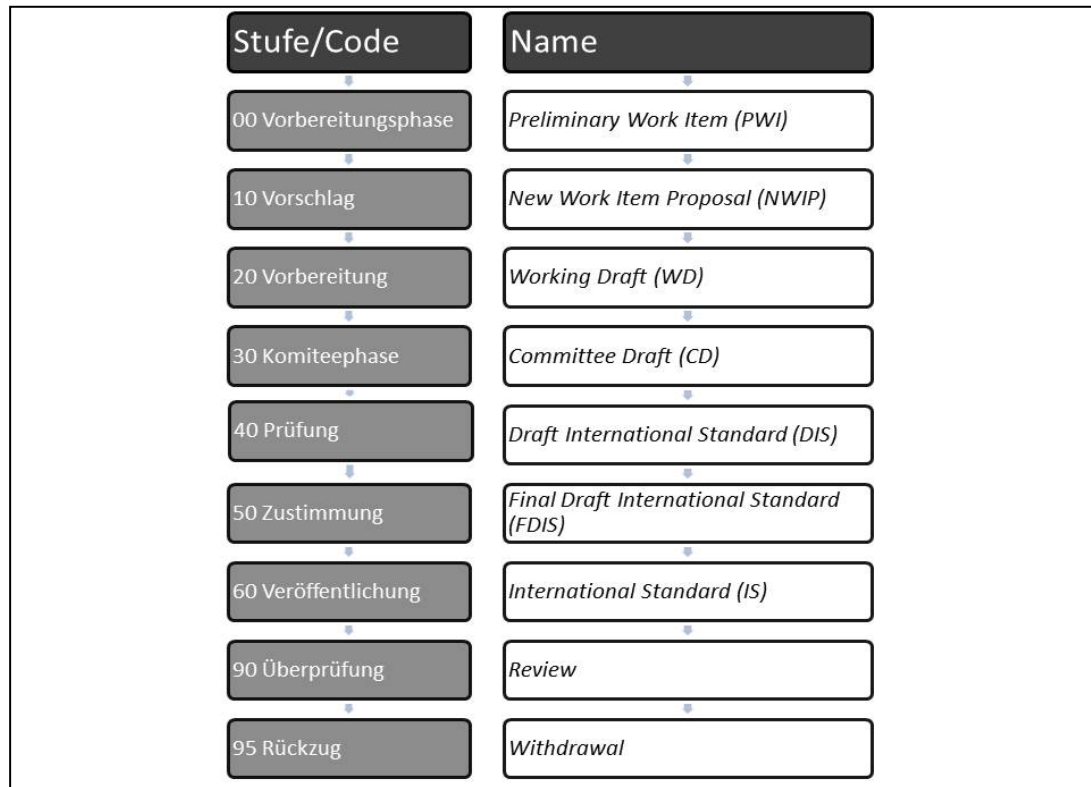 Stufe/Code
Name
00 Vorbereitungsphase
Preliminary Work Item (PWI)
10 Vorschlag
New Work Item Proposal (NWIP)
20 Vorbereitung
Working Draft (WD)
30 Komiteephase
Committee Draft (CD)
40 Prüfung
Draft International Standard (DIS)
50 Zustimmung
Final Draft International Standard
(FDIS)
60 Veröffentlichung
International Standard (IS)
90 Überprüfung
Review
95 Rückzug
Withdrawal